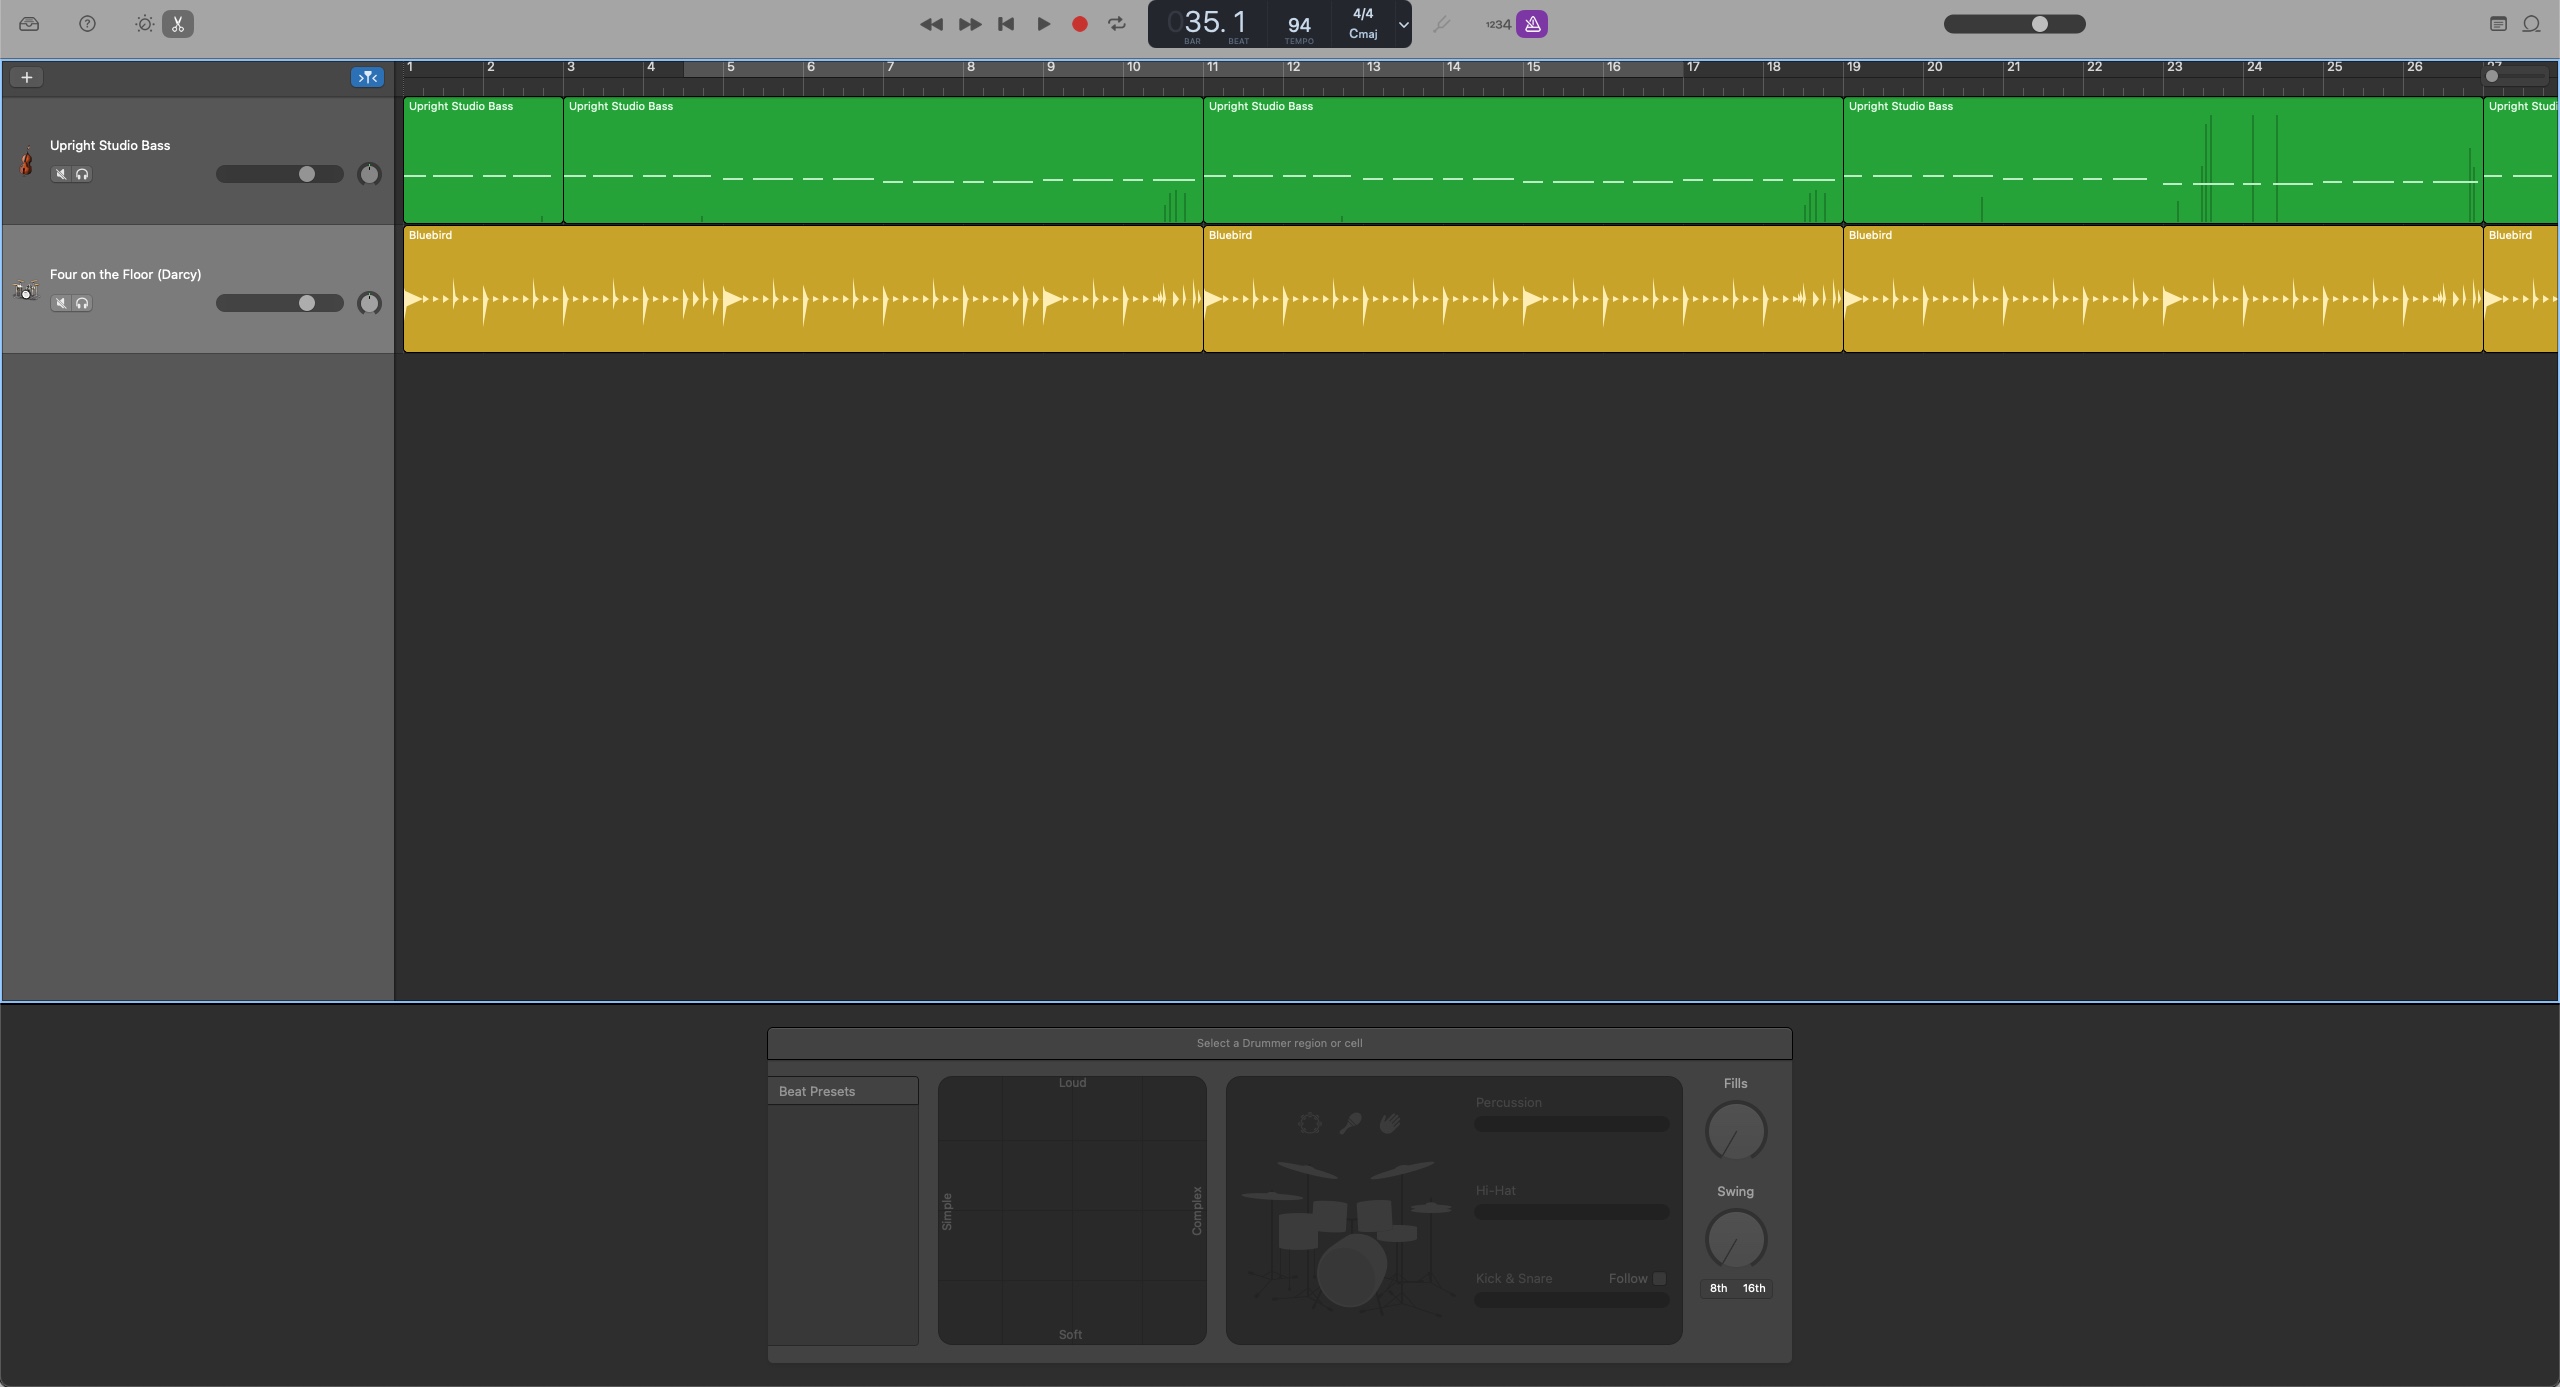 035. 1
BAR BEAT
94
TEMPO
4/4
Cmaj
1234
1 2 3 4 5 6 7 8 9 10 11 12 13 14 15 16 17 18 19 20 21 22 23 24 25 26 27
Upright Studio Bass
Upright Studio Bass Upright Studio Bass Upright Studio Bass Upright Studio Bass Upright Studi
Four on the Floor (Darcy)
Bluebird Bluebird Bluebird Bluebird
Select a Drummer region or cell
Beat Presets
Loud
Simple
Complex
Soft
Percussion
Hi-Hat
Kick & Snare Follow
Fills
Swing
8th 16th